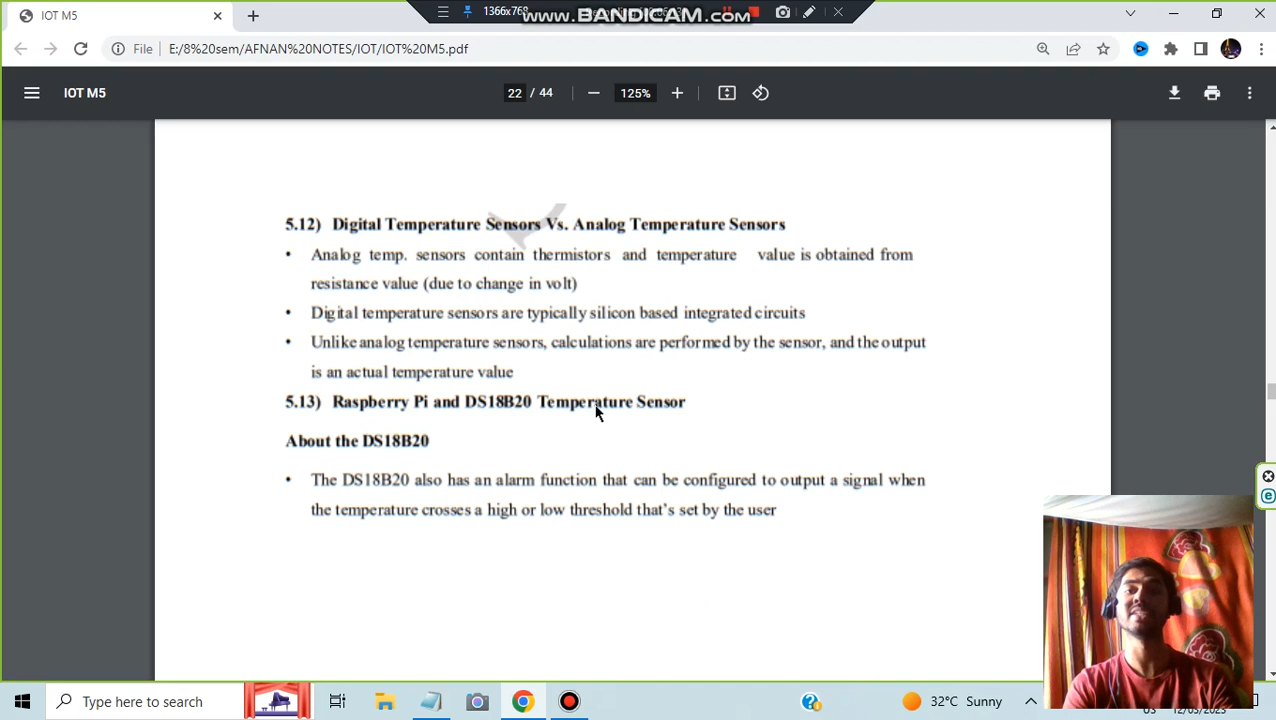 IOT M5
1366x768
www.BANDICAM.com
File E:/8%20sem/AFNAN%20NOTES/IOT/IOT%20M5.pdf
IOT M5
22 / 44
125%
5.12) Digital Temperature Sensors Vs. Analog Temperature Sensors
• Analog temp. sensors contain thermistors and temperature value is obtained from
resistance value (due to change in volt)
• Digital temperature sensors are typically silicon based integrated circuits
• Unlike analog temperature sensors, calculations are performed by the sensor, and the output
is an actual temperature value
5.13) Raspberry Pi and DS18B20 Temperature Sensor
About the DS18B20
• The DS18B20 also has an alarm function that can be configured to output a signal when
the temperature crosses a high or low threshold that's set by the user
Type here to search
32°C Sunny